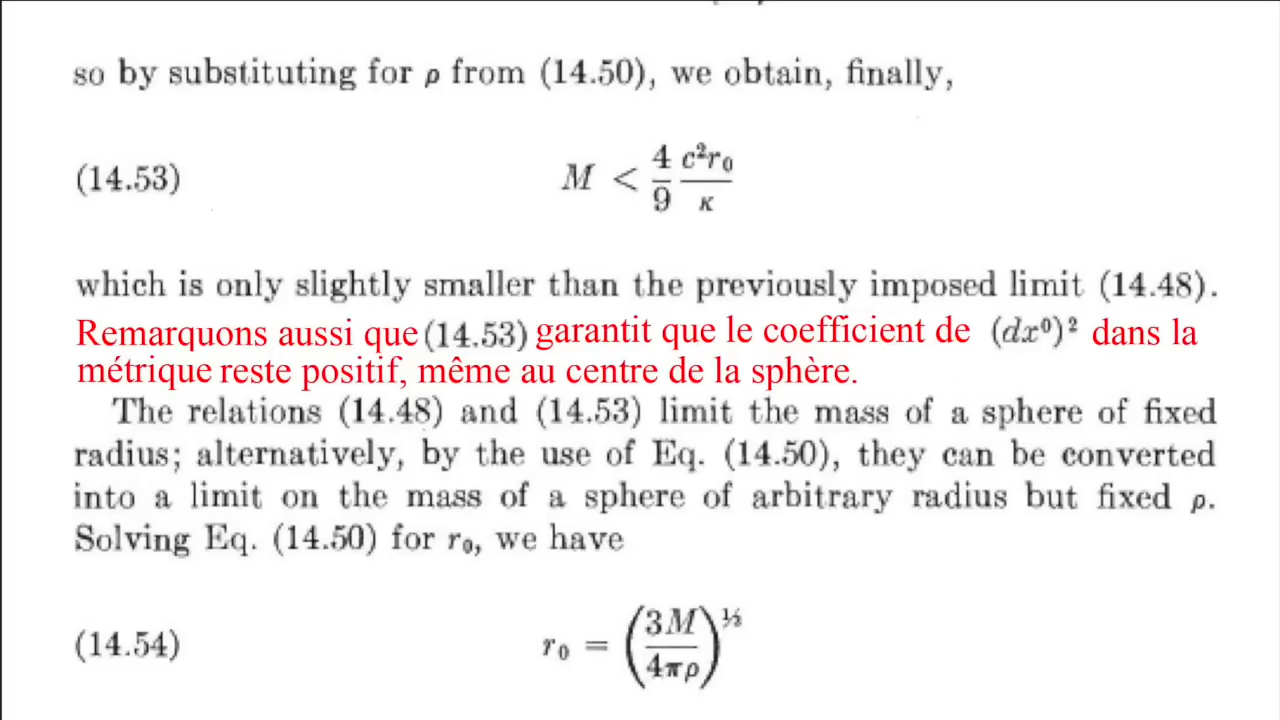 so by substituting for ρ from (14.50), we obtain, finally,
(14.53) M < 4/9 c²r₀/κ
which is only slightly smaller than the previously imposed limit (14.48).
Remarquons aussi que (14.53) garantit que le coefficient de (dx⁰)² dans la
métrique reste positif, même au centre de la sphère.
The relations (14.48) and (14.53) limit the mass of a sphere of fixed
radius; alternatively, by the use of Eq. (14.50), they can be converted
into a limit on the mass of a sphere of arbitrary radius but fixed ρ.
Solving Eq. (14.50) for r₀, we have
(14.54) r₀ = (3M/4πρ)^⅓